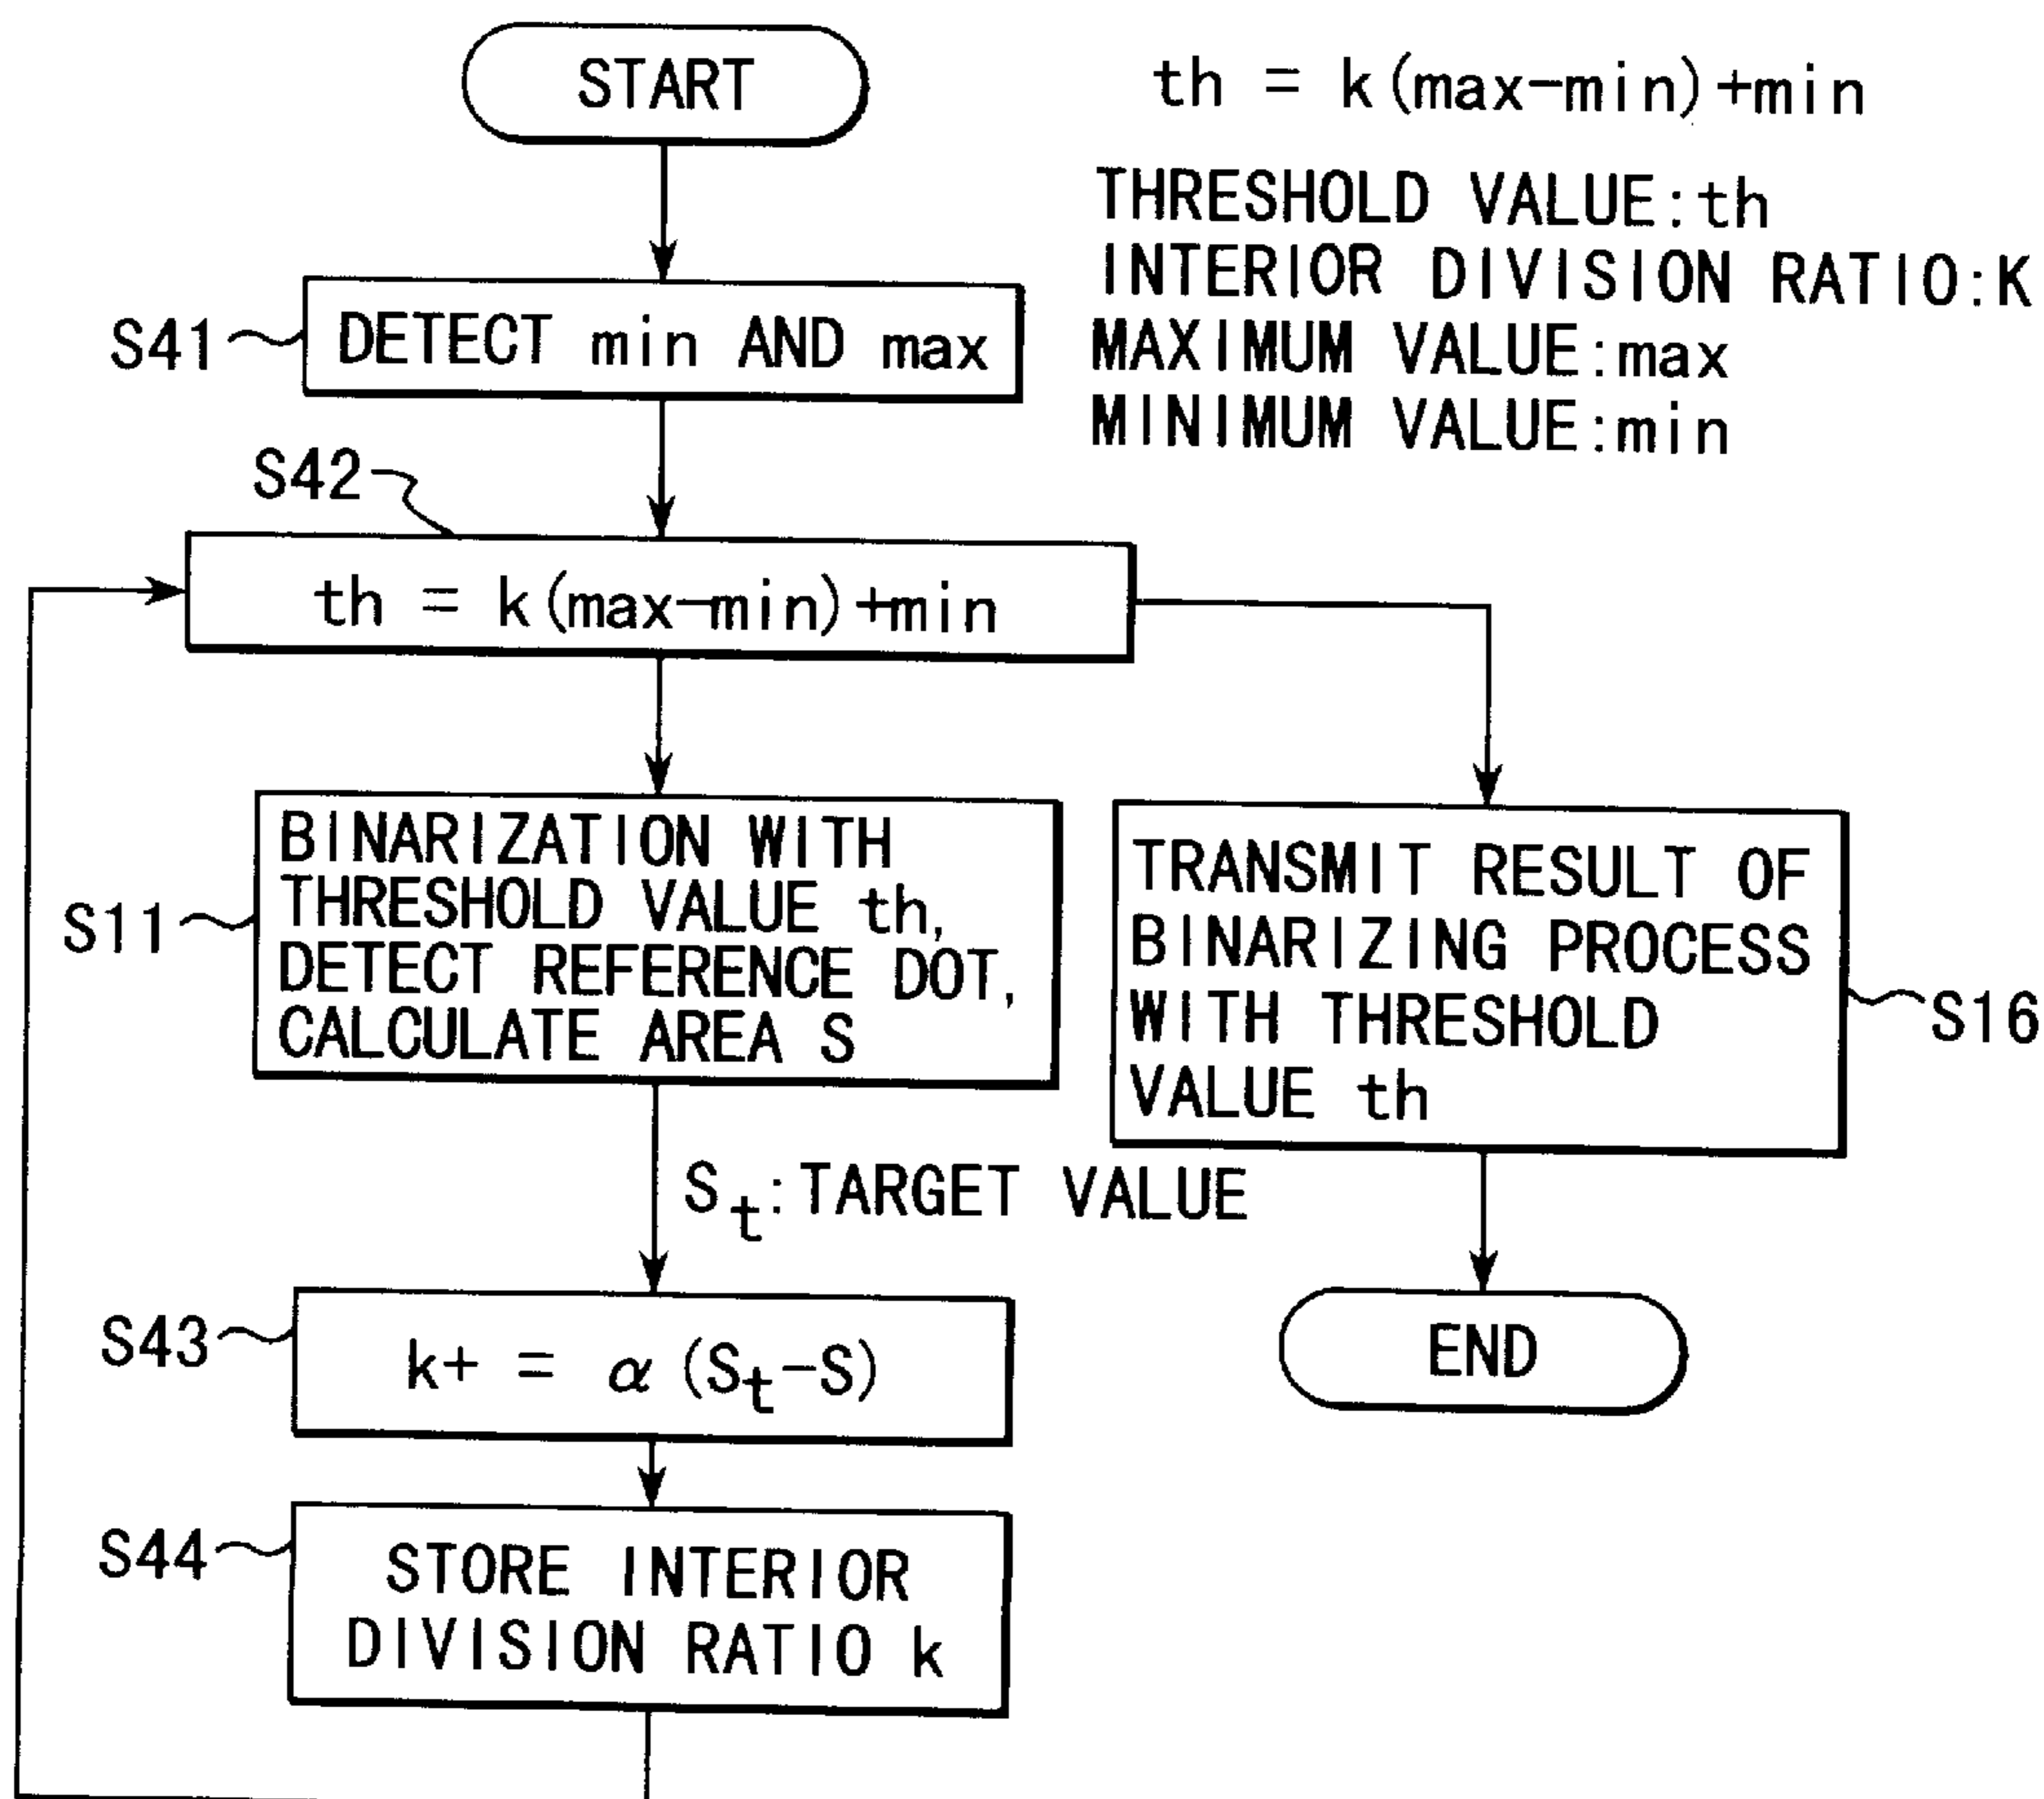 START
th = k(max-min)+min
THRESHOLD VALUE:th
INTERIOR DIVISION RATIO:K
MAXIMUM VALUE:max
MINIMUM VALUE:min
S41
DETECT min AND max
S42
th = k(max-min)+min
S11
BINARIZATION WITH
THRESHOLD VALUE th,
DETECT REFERENCE DOT,
CALCULATE AREA S
TRANSMIT RESULT OF
BINARIZING PROCESS
WITH THRESHOLD
VALUE th
S16
St:TARGET VALUE
S43
k+ = α(St-S)
END
S44
STORE INTERIOR
DIVISION RATIO k